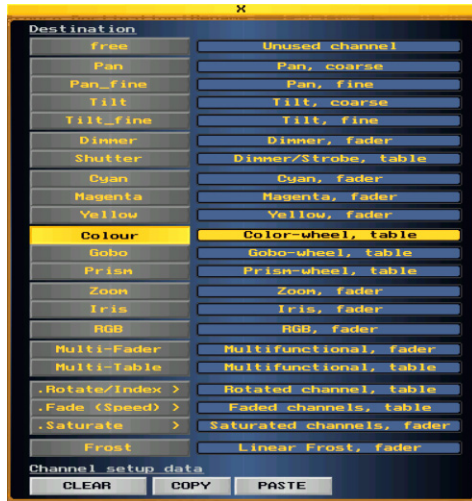 x
Destination
free Unused channel
Pan Pan, coarse
Pan_fine Pan, fine
Tilt Tilt, coarse
Tilt_fine Tilt, fine
Dimmer Dimmer, fader
Shutter Dimmer/Strobe, table
Cyan Cyan, fader
Magenta Magenta, fader
Yellow Yellow, fader
Colour Color-wheel, table
Gobo Gobo-wheel, table
Prism Prism-wheel, table
Zoom Zoom, fader
Iris Iris, fader
RGB RGB, fader
Multi-Fader Multifunctional, fader
Multi-Table Multifunctional, table
.Rotate/Index > Rotated channel, table
.Fade (Speed) > Faded channels, table
.Saturate > Saturated channels, fader
Frost Linear Frost, fader
Channel setup data
CLEAR COPY PASTE